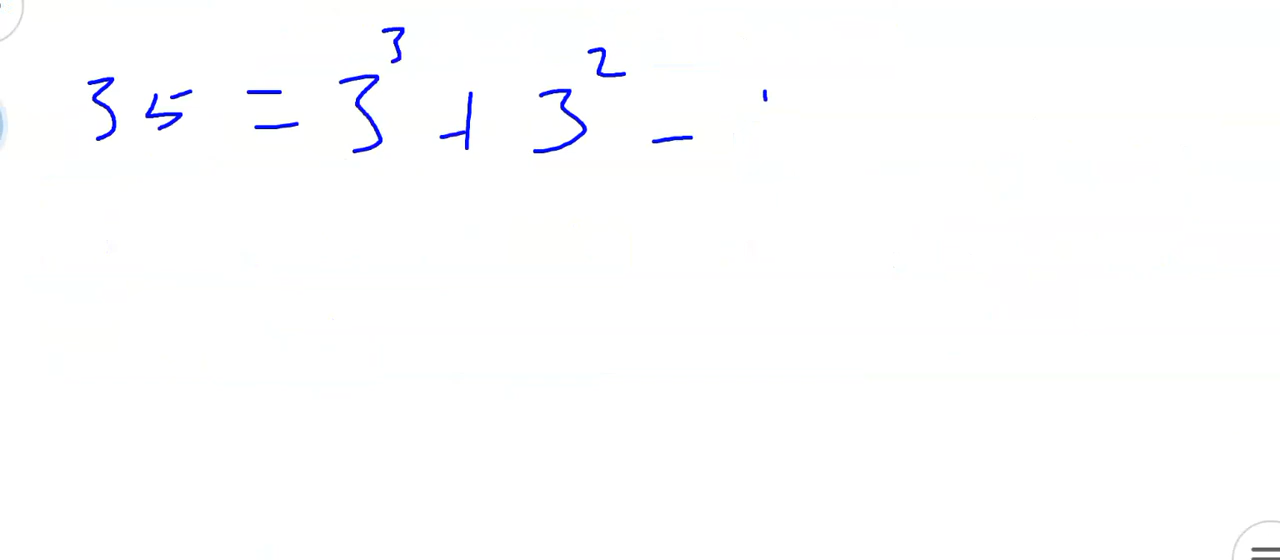 35 = 3³ + 3² -